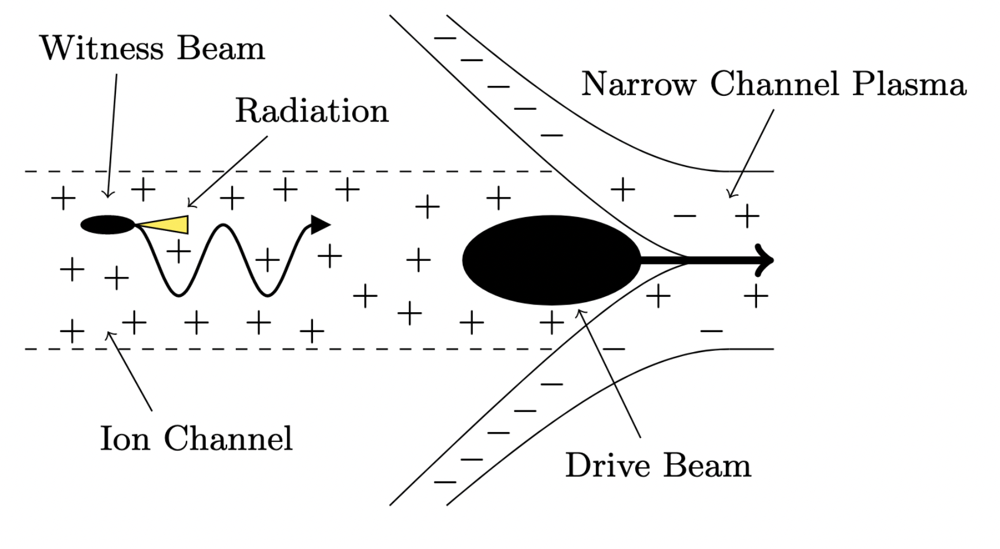 Witness Beam
Narrow Channel Plasma
Radiation
Ion Channel
Drive Beam